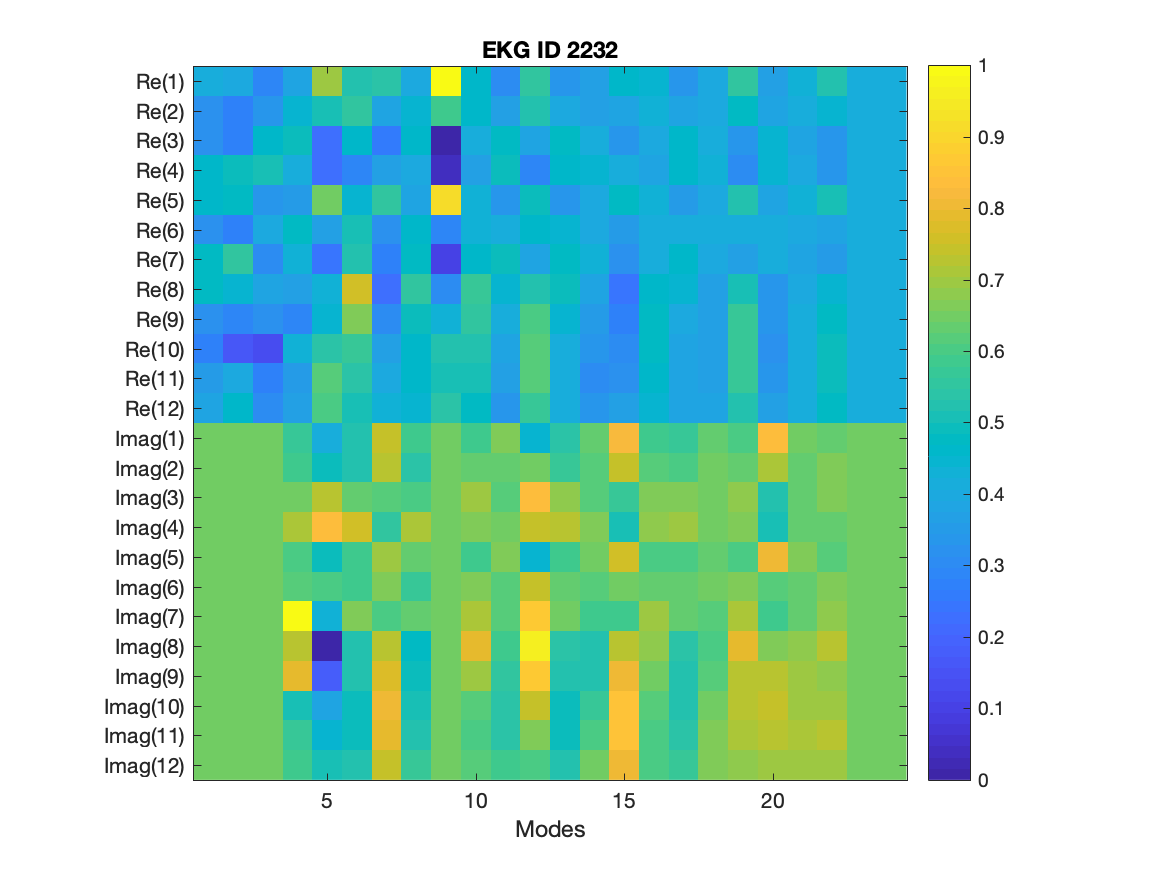 EKG ID 2232
Re(1)
Re(2)
Re(3)
Re(4)
Re(5)
Re(6)
Re(7)
Re(8)
Re(9)
Re(10)
Re(11)
Re(12)
Imag(1)
Imag(2)
Imag(3)
Imag(4)
Imag(5)
Imag(6)
Imag(7)
Imag(8)
Imag(9)
Imag(10)
Imag(11)
Imag(12)
5 10 15 20
Modes
1
0.9
0.8
0.7
0.6
0.5
0.4
0.3
0.2
0.1
0